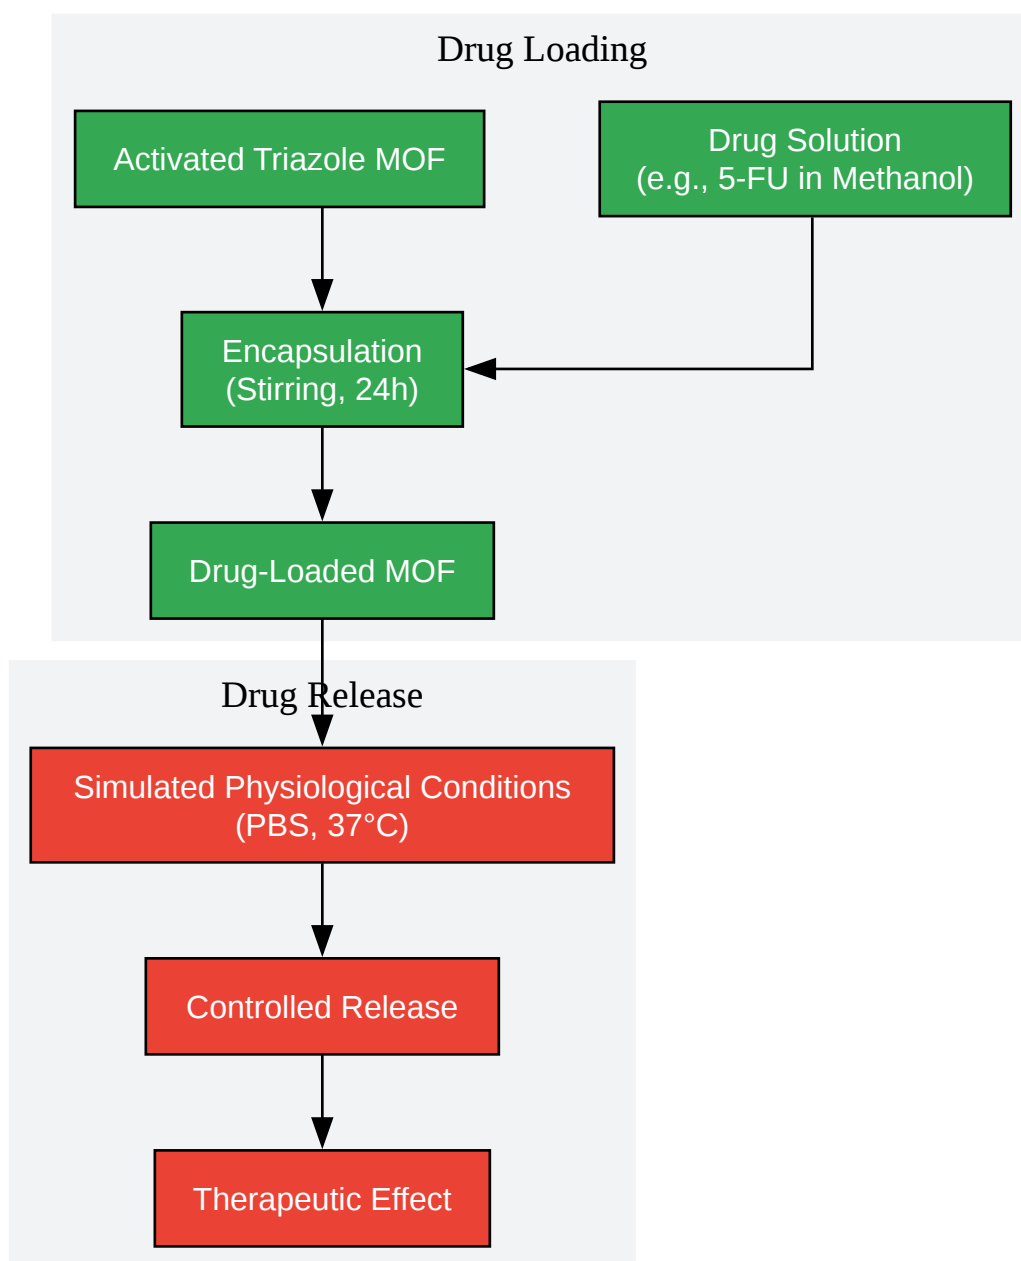 Drug Loading
Activated Triazole MOF
Drug Solution
(e.g., 5-FU in Methanol)
Encapsulation
(Stirring, 24h)
Drug-Loaded MOF
Drug Release
Simulated Physiological Conditions
(PBS, 37°C)
Controlled Release
Therapeutic Effect